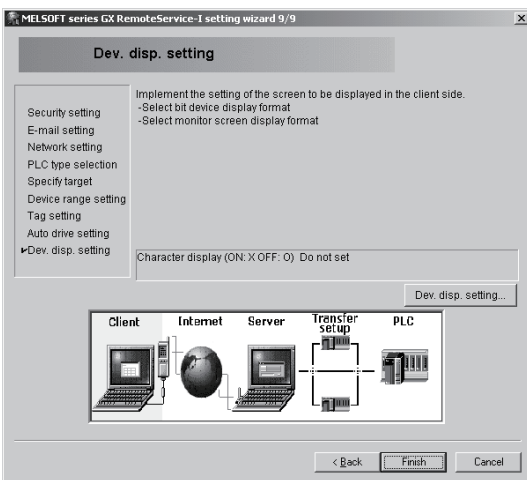 MELSOFT series GX RemoteService-I setting wizard 9/9
Dev. disp. setting
Implement the setting of the screen to be displayed in the client side.
-Select bit device display format
-Select monitor screen display format
Security setting
E-mail setting
Network setting
PLC type selection
Specify target
Device range setting
Tag setting
Auto drive setting
Dev. disp. setting
Character display (ON: X OFF: O) Do not set
Dev. disp. setting...
Client Internet Server Transfer setup PLC
< Back Finish Cancel